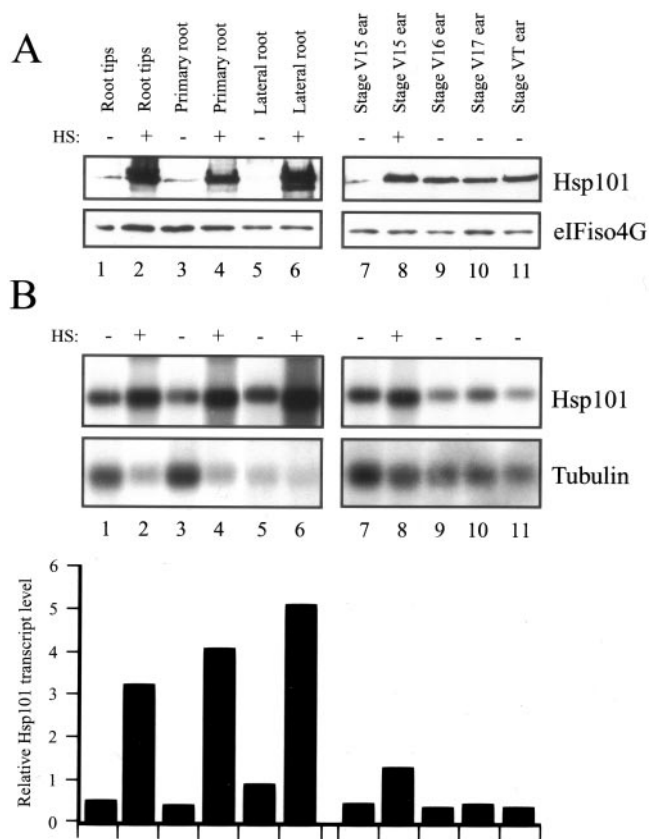 A
Root tips
Root tips
Primary root
Primary root
Lateral root
Lateral root
Stage V15 ear
Stage V15 ear
Stage V16 ear
Stage V17 ear
Stage VT ear
HS: - + - + - + - + - - -
Hsp101
eIFiso4G
1 2 3 4 5 6 7 8 9 10 11
B
HS: - + - + - + - + - - -
Hsp101
Tubulin
1 2 3 4 5 6 7 8 9 10 11
Relative Hsp101 transcript level
6
5
4
3
2
1
0